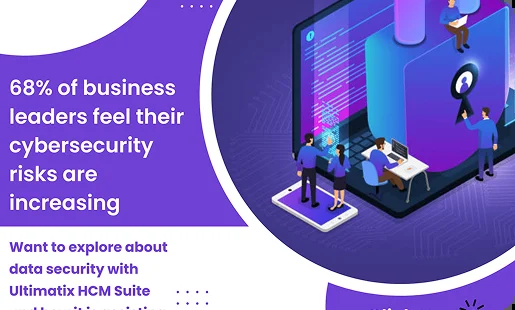 68% of business
leaders feel their
cybersecurity
risks are
increasing
Want to explore about
data security with
Ultimatix HCM Suite